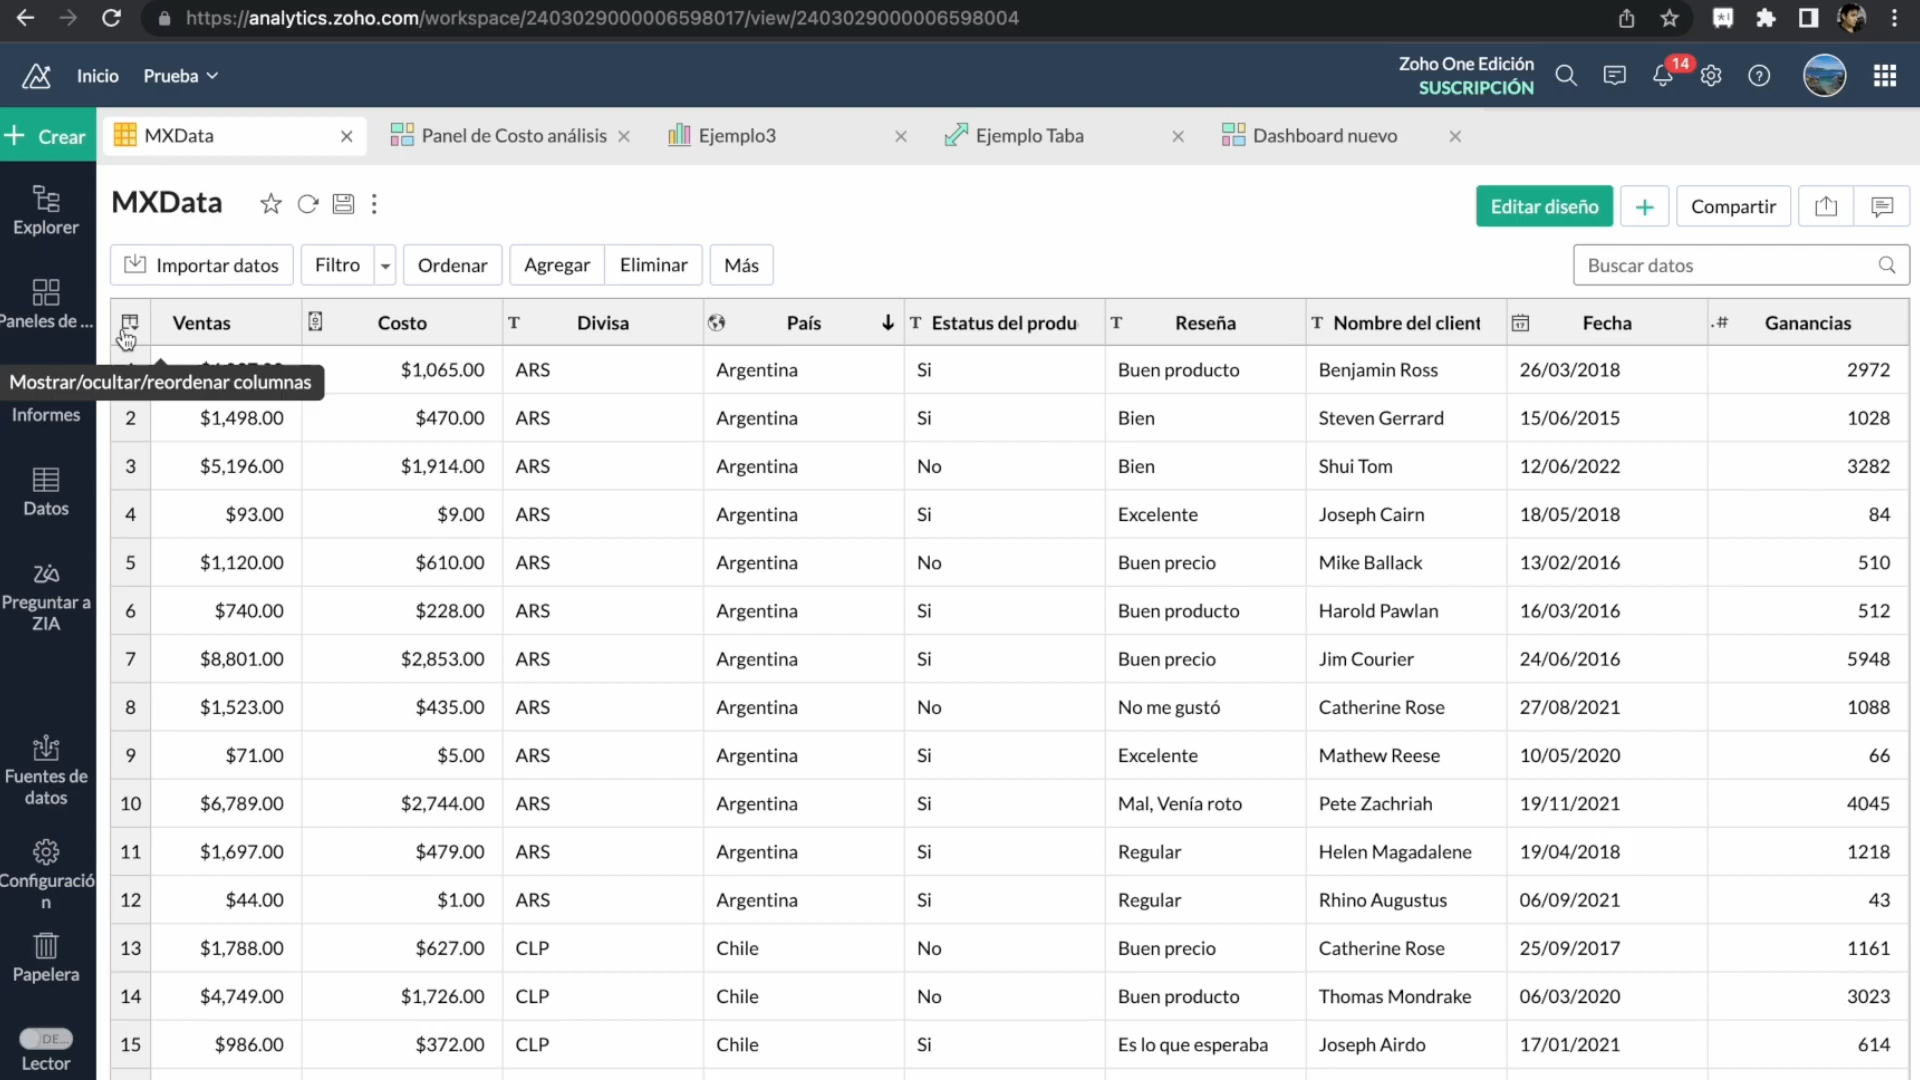 https://analytics.zoho.com/workspace/2403029000006598017/view/2403029000006598004
Inicio
Prueba
Zoho One Edición
SUSCRIPCIÓN
14
Crear
MXData
Panel de Costo análisis
Ejemplo3
Ejemplo Taba
Dashboard nuevo
Explorer
Paneles de ...
Informes
Datos
Preguntar a
ZIA
Fuentes de
datos
Configuració
n
Papelera
DE...
Lector
MXData
Editar diseño
Compartir
Importar datos
Filtro
Ordenar
Agregar
Eliminar
Más
Buscar datos
Mostrar/ocultar/reordenar columnas
Ventas T Costo T Divisa País T Estatus del produ T Reseña T Nombre del client 17 Fecha .# Ganancias
$1,065.00 ARS Argentina Si Buen producto Benjamin Ross 26/03/2018 2972
2 $1,498.00 $470.00 ARS Argentina Si Bien Steven Gerrard 15/06/2015 1028
3 $5,196.00 $1,914.00 ARS Argentina No Bien Shui Tom 12/06/2022 3282
4 $93.00 $9.00 ARS Argentina Si Excelente Joseph Cairn 18/05/2018 84
5 $1,120.00 $610.00 ARS Argentina No Buen precio Mike Ballack 13/02/2016 510
6 $740.00 $228.00 ARS Argentina Si Buen producto Harold Pawlan 16/03/2016 512
7 $8,801.00 $2,853.00 ARS Argentina Si Buen precio Jim Courier 24/06/2016 5948
8 $1,523.00 $435.00 ARS Argentina No No me gustó Catherine Rose 27/08/2021 1088
9 $71.00 $5.00 ARS Argentina Si Excelente Mathew Reese 10/05/2020 66
10 $6,789.00 $2,744.00 ARS Argentina Si Mal, Venía roto Pete Zachriah 19/11/2021 4045
11 $1,697.00 $479.00 ARS Argentina Si Regular Helen Magadalene 19/04/2018 1218
12 $44.00 $1.00 ARS Argentina Si Regular Rhino Augustus 06/09/2021 43
13 $1,788.00 $627.00 CLP Chile No Buen precio Catherine Rose 25/09/2017 1161
14 $4,749.00 $1,726.00 CLP Chile No Buen producto Thomas Mondrake 06/03/2020 3023
15 $986.00 $372.00 CLP Chile Si Es lo que esperaba Joseph Airdo 17/01/2021 614